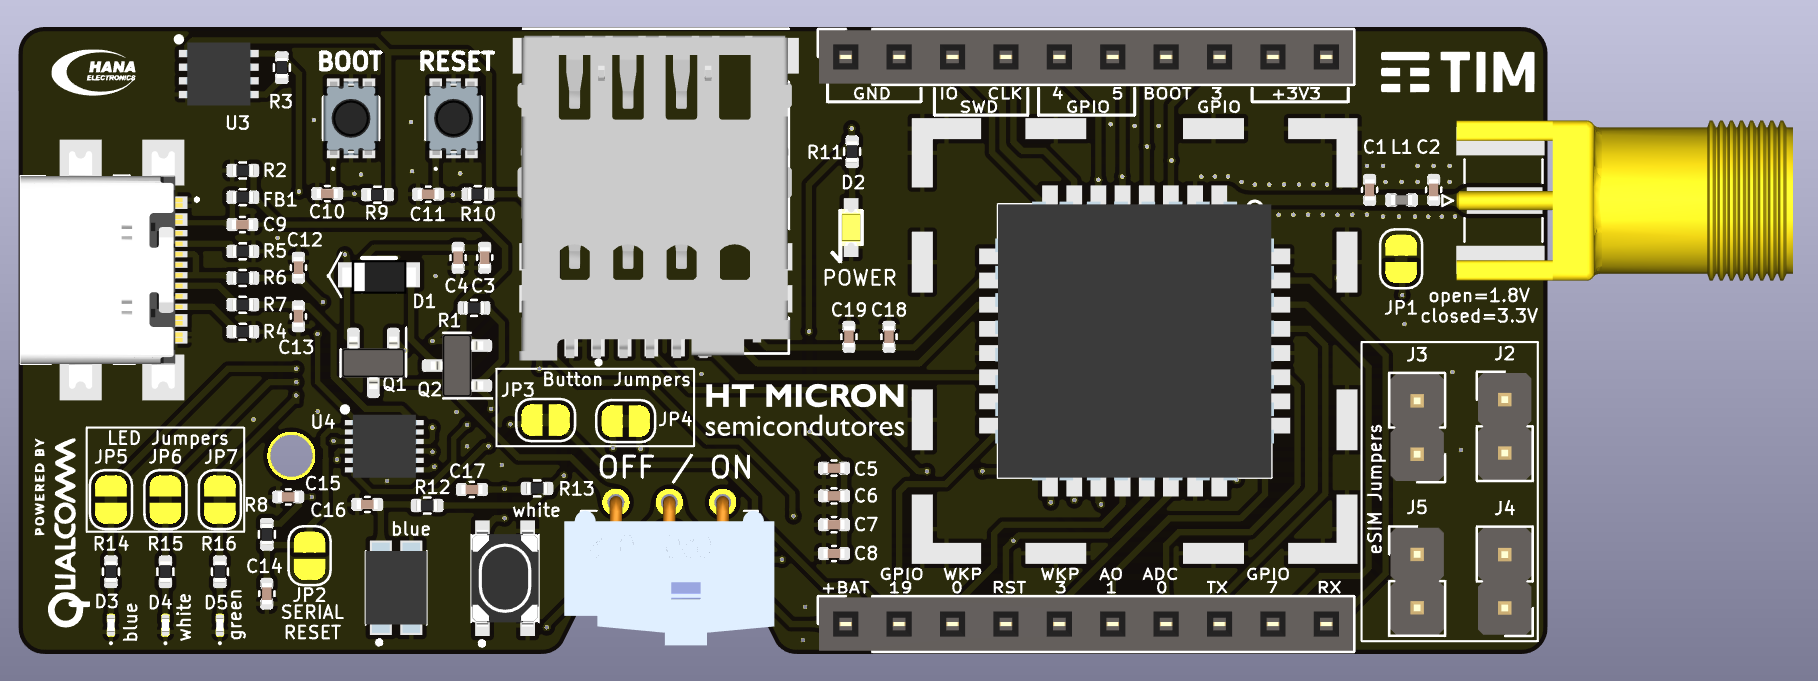 HANA
ELECTRONICS
U3
R3
BOOT
RESET
GND
IO
CLK
SWD
4
5
GPIO
BOOT
3
GPIO
+3V3
TIM
R2
FB1
C9
R5
R6
R7
R4
C12
C13
C10
R9
C11
R10
C4
C3
D1
R1
Q1
Q2
R11
D2
POWER
C19
C18
C1
L1
C2
JP1
open=1.8V
closed=3.3V
Button Jumpers
JP3
JP4
HT MICRON
semicondutores
OFF / ON
POWERED BY
QUALCOMM
LED Jumpers
JP5
JP6
JP7
R14
R15
R16
D3
D4
D5
blue
white
green
U4
C15
R8
C16
C14
JP2
SERIAL
RESET
C17
R12
R13
blue
white
C5
C6
C7
C8
+BAT
GPIO
19
WKP
0
RST
WKP
3
AO
1
ADC
0
TX
GPIO
7
RX
eSIM Jumpers
J3
J2
J5
J4